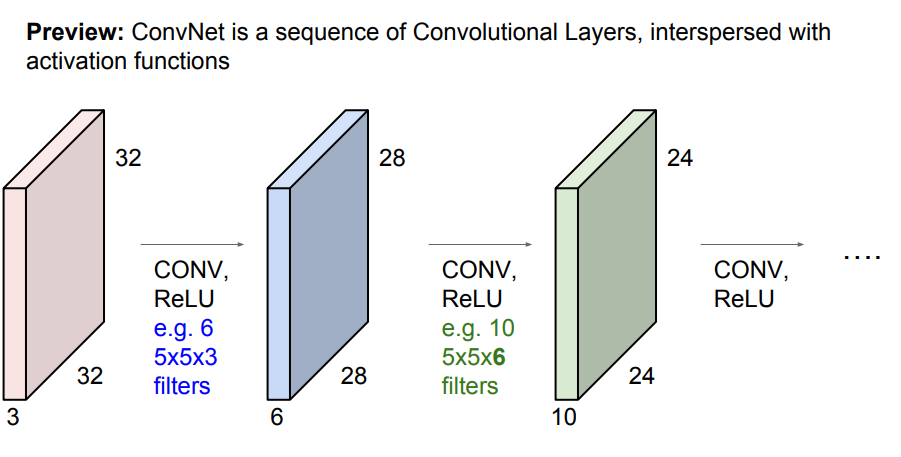 Preview: ConvNet is a sequence of Convolutional Layers, interspersed with
activation functions
32
32
3
CONV,
ReLU
e.g. 6
5x5x3
filters
28
28
6
CONV,
ReLU
e.g. 10
5x5x6
filters
24
24
10
CONV,
ReLU
....